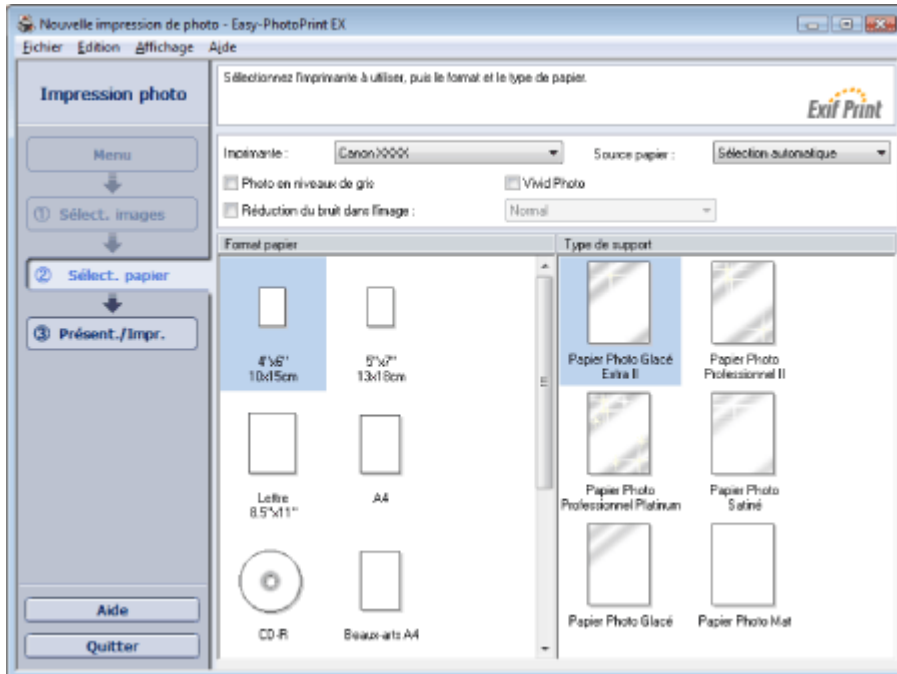 Nouvelle impression de photo - Easy-PhotoPrint EX
Fichier Edition Affichage Aide
Impression photo
Sélectionnez l'imprimante à utiliser, puis le format et le type de papier.
Exif Print
Menu
① Sélect. images
② Sélect. papier
③ Présent./Impr.
Aide
Quitter
Imprimante : Canon XXXX Source papier : Sélection automatique
Photo en niveaux de gris Vivid Photo
Réduction du bruit dans l'image : Normal
Format papier
4"x6"
10x15cm
5"x7"
13x18cm
Lettre
8.5"x11"
A4
CD-R
Beaux-arts A4
Type de support
Papier Photo Glacé
Extra II
Papier Photo
Professionnel II
Papier Photo
Professionnel Platinum
Papier Photo
Satiné
Papier Photo Glacé
Papier Photo Mat